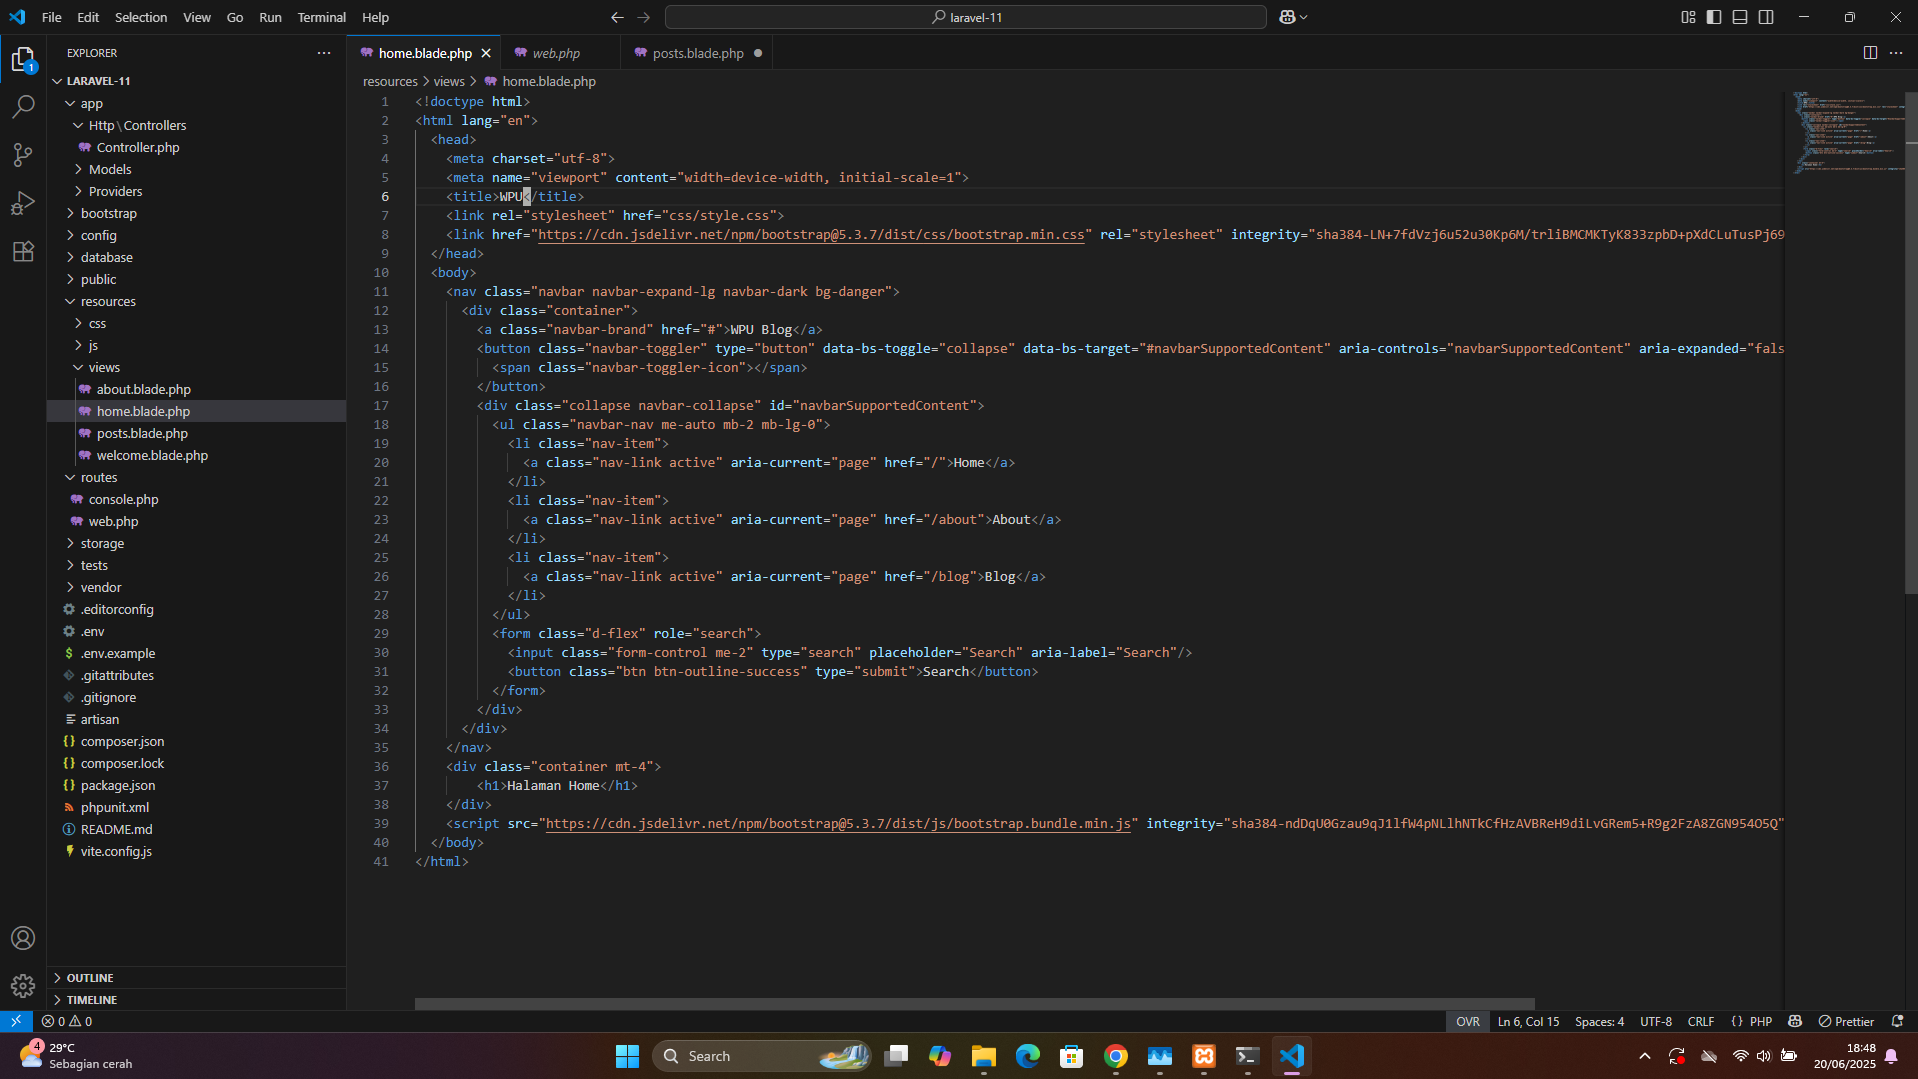 File Edit Selection View Go Run Terminal Help
laravel-11
EXPLORER
LARAVEL-11
app
Http\Controllers
Controller.php
Models
Providers
bootstrap
config
database
public
resources
css
js
views
about.blade.php
home.blade.php
posts.blade.php
welcome.blade.php
routes
console.php
web.php
storage
tests
vendor
.editorconfig
.env
.env.example
.gitattributes
.gitignore
artisan
composer.json
composer.lock
package.json
phpunit.xml
README.md
vite.config.js
OUTLINE
TIMELINE
home.blade.php web.php posts.blade.php
resources > views > home.blade.php
1 <!doctype html>
2 <html lang="en">
3 <head>
4 <meta charset="utf-8">
5 <meta name="viewport" content="width=device-width, initial-scale=1">
6 <title>WPU</title>
7 <link rel="stylesheet" href="css/style.css">
8 <link href="https://cdn.jsdelivr.net/npm/bootstrap@5.3.7/dist/css/bootstrap.min.css" rel="stylesheet" integrity="sha384-LN+7fdVzj6u52u30Kp6M/trliBMCMKTyK833zpbD+pXdCLuTusPj69
9 </head>
10 <body>
11 <nav class="navbar navbar-expand-lg navbar-dark bg-danger">
12 <div class="container">
13 <a class="navbar-brand" href="#">WPU Blog</a>
14 <button class="navbar-toggler" type="button" data-bs-toggle="collapse" data-bs-target="#navbarSupportedContent" aria-controls="navbarSupportedContent" aria-expanded="fals
15 <span class="navbar-toggler-icon"></span>
16 </button>
17 <div class="collapse navbar-collapse" id="navbarSupportedContent">
18 <ul class="navbar-nav me-auto mb-2 mb-lg-0">
19 <li class="nav-item">
20 <a class="nav-link active" aria-current="page" href="/">Home</a>
21 </li>
22 <li class="nav-item">
23 <a class="nav-link active" aria-current="page" href="/about">About</a>
24 </li>
25 <li class="nav-item">
26 <a class="nav-link active" aria-current="page" href="/blog">Blog</a>
27 </li>
28 </ul>
29 <form class="d-flex" role="search">
30 <input class="form-control me-2" type="search" placeholder="Search" aria-label="Search"/>
31 <button class="btn btn-outline-success" type="submit">Search</button>
32 </form>
33 </div>
34 </div>
35 </nav>
36 <div class="container mt-4">
37 <h1>Halaman Home</h1>
38 </div>
39 <script src="https://cdn.jsdelivr.net/npm/bootstrap@5.3.7/dist/js/bootstrap.bundle.min.js" integrity="sha384-ndDqU0Gzau9qJ1lfW4pNLlhNTkCfHzAVBReH9diLvGRem5+R9g2FzA8ZGN954O5Q"
40 </body>
41 </html>
0 0
OVR Ln 6, Col 15 Spaces: 4 UTF-8 CRLF {} PHP Prettier
4 29°C
Sebagian cerah
Search
18:48
20/06/2025